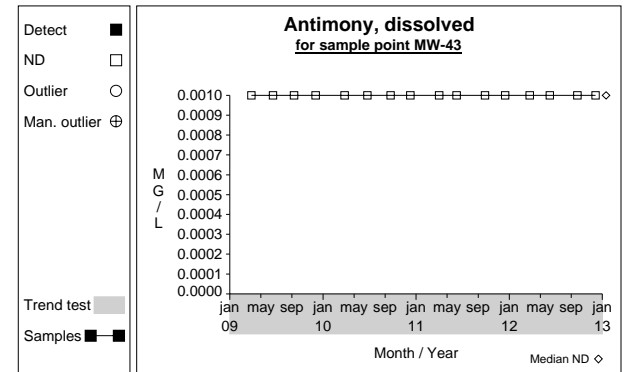 Detect
ND
Outlier
Man. outlier
Trend test
Samples
Antimony, dissolved
for sample point MW-43
M
G
/
L
0.0010
0.0009
0.0008
0.0007
0.0006
0.0005
0.0004
0.0003
0.0002
0.0001
0.0000
jan may sep jan may sep jan may sep jan may sep jan
09 10 11 12 13
Month / Year
Median ND